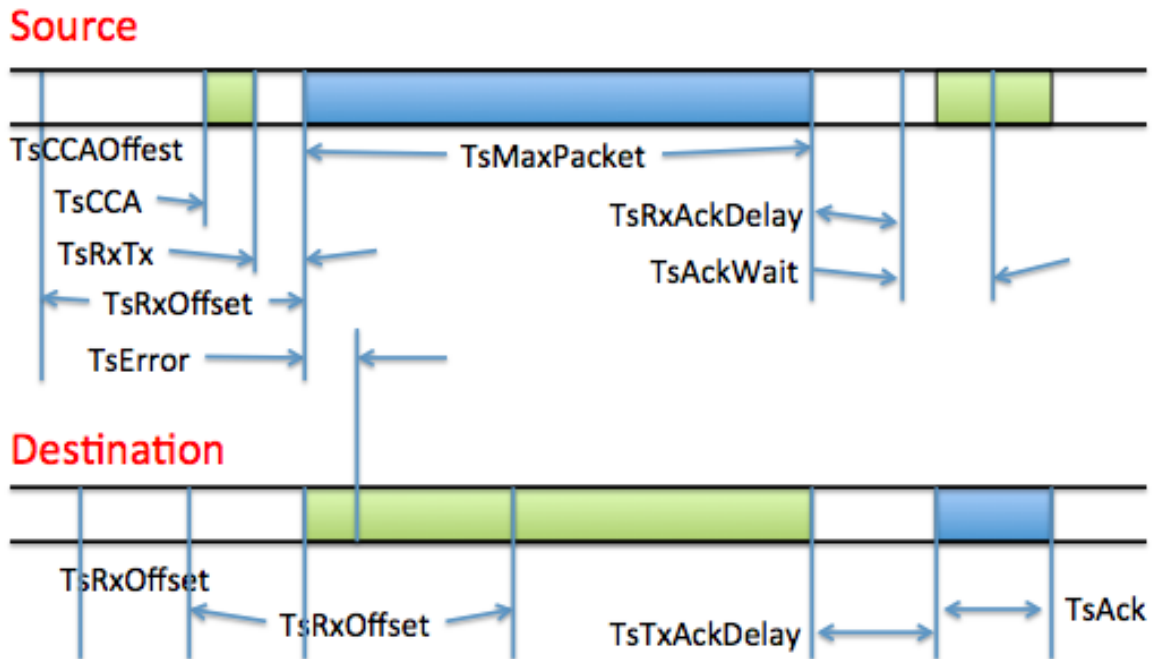 Source
TsCCAOffest
TsMaxPacket
TsCCA
TsRxAckDelay
TsRxTx
TsAckWait
TsRxOffset
TsError
Destination
TsRxOffset
TsRxOffset
TsAck
TsTxAckDelay